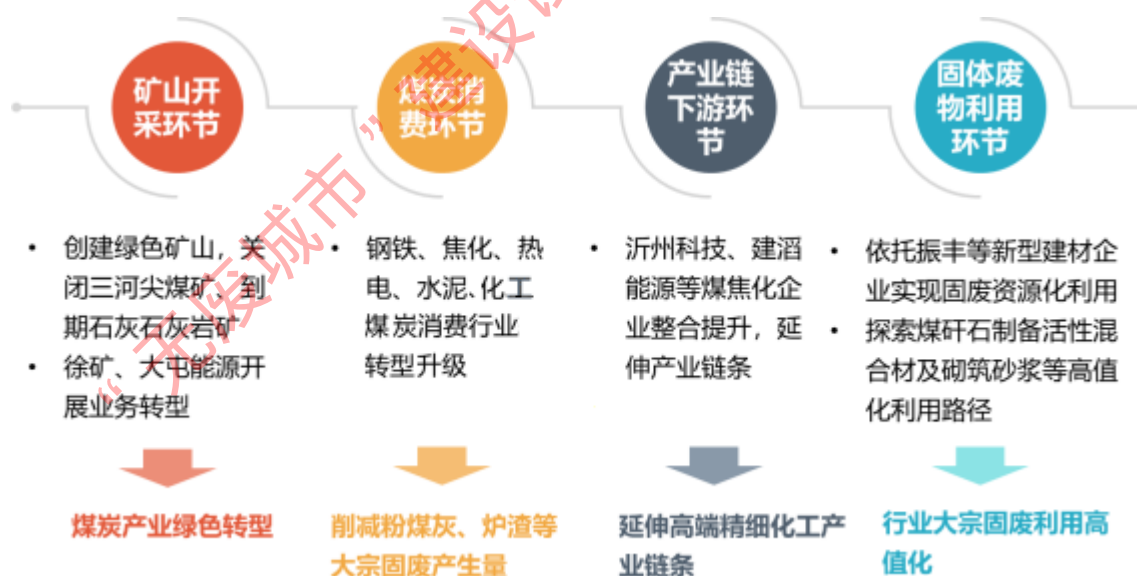 矿山开
采环节
煤炭消
费环节
产业链
下游环
节
固体废
物利用
环节
• 创建绿色矿山，关
闭三河尖煤矿、到
期石灰石灰岩矿
• 徐矿、大屯能源开
展业务转型
• 钢铁、焦化、热
电、水泥、化工
煤炭消费行业
转型升级
• 沂州科技、建滔
能源等煤焦化企
业整合提升，延
伸产业链条
• 依托振丰等新型建材企
业实现固废资源化利用
• 探索煤矸石制备活性混
合材及砌筑砂浆等高值
化利用路径
煤炭产业绿色转型
削减粉煤灰、炉渣等
大宗固废产生量
延伸高端精细化工产
业链条
行业大宗固废利用高
值化
“无废城市”建设